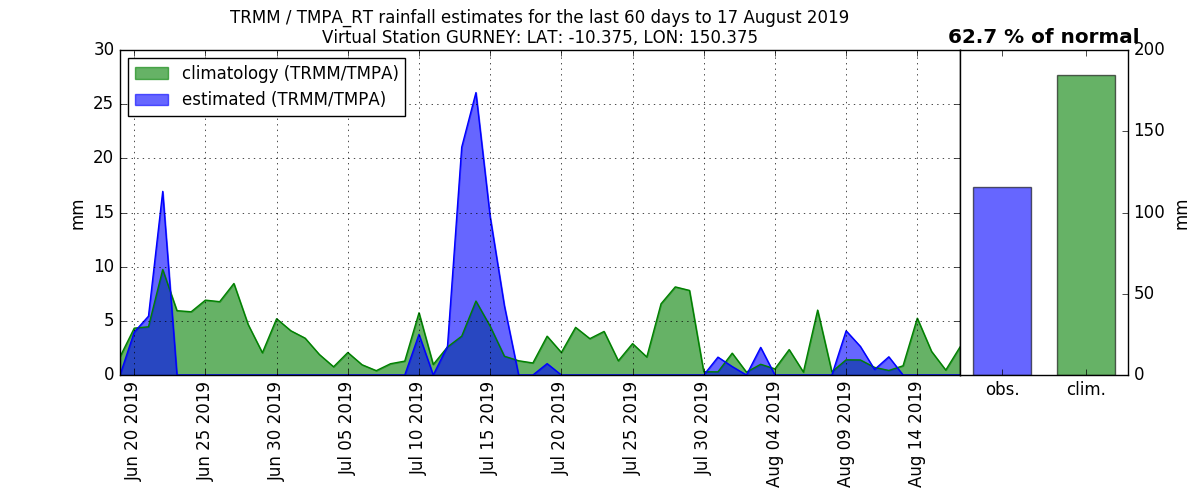 TRMM / TMPA_RT rainfall estimates for the last 60 days to 17 August 2019
Virtual Station GURNEY: LAT: -10.375, LON: 150.375
62.7 % of normal
climatology (TRMM/TMPA)
estimated (TRMM/TMPA)
30
25
20
15
10
5
0
mm
200
150
100
50
0
mm
Jun 20 2019
Jun 25 2019
Jun 30 2019
Jul 05 2019
Jul 10 2019
Jul 15 2019
Jul 20 2019
Jul 25 2019
Jul 30 2019
Aug 04 2019
Aug 09 2019
Aug 14 2019
obs.
clim.